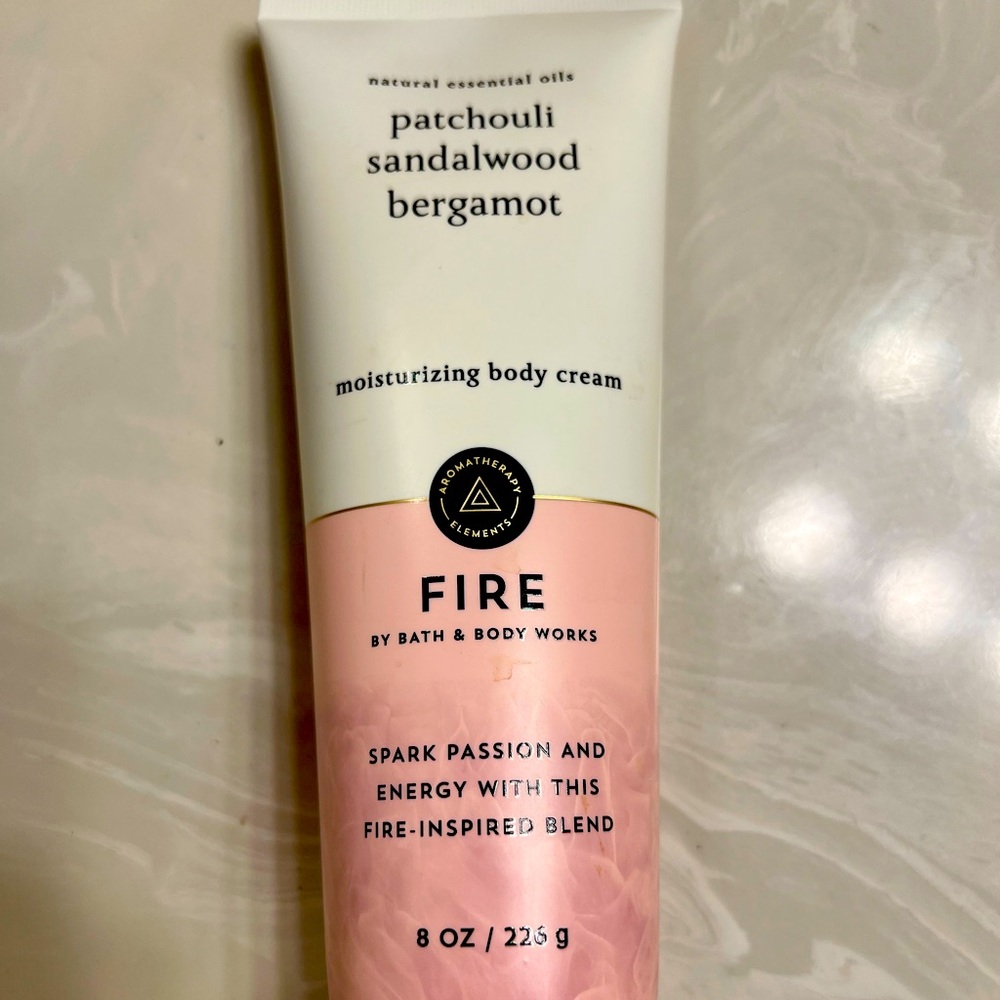 natural essential oils
patchouli
sandalwood
bergamot
moisturizing body cream
AROMATHERAPY
ELEMENTS
FIRE
BY BATH & BODY WORKS
SPARK PASSION AND
ENERGY WITH THIS
FIRE-INSPIRED BLEND
8 OZ / 226 g